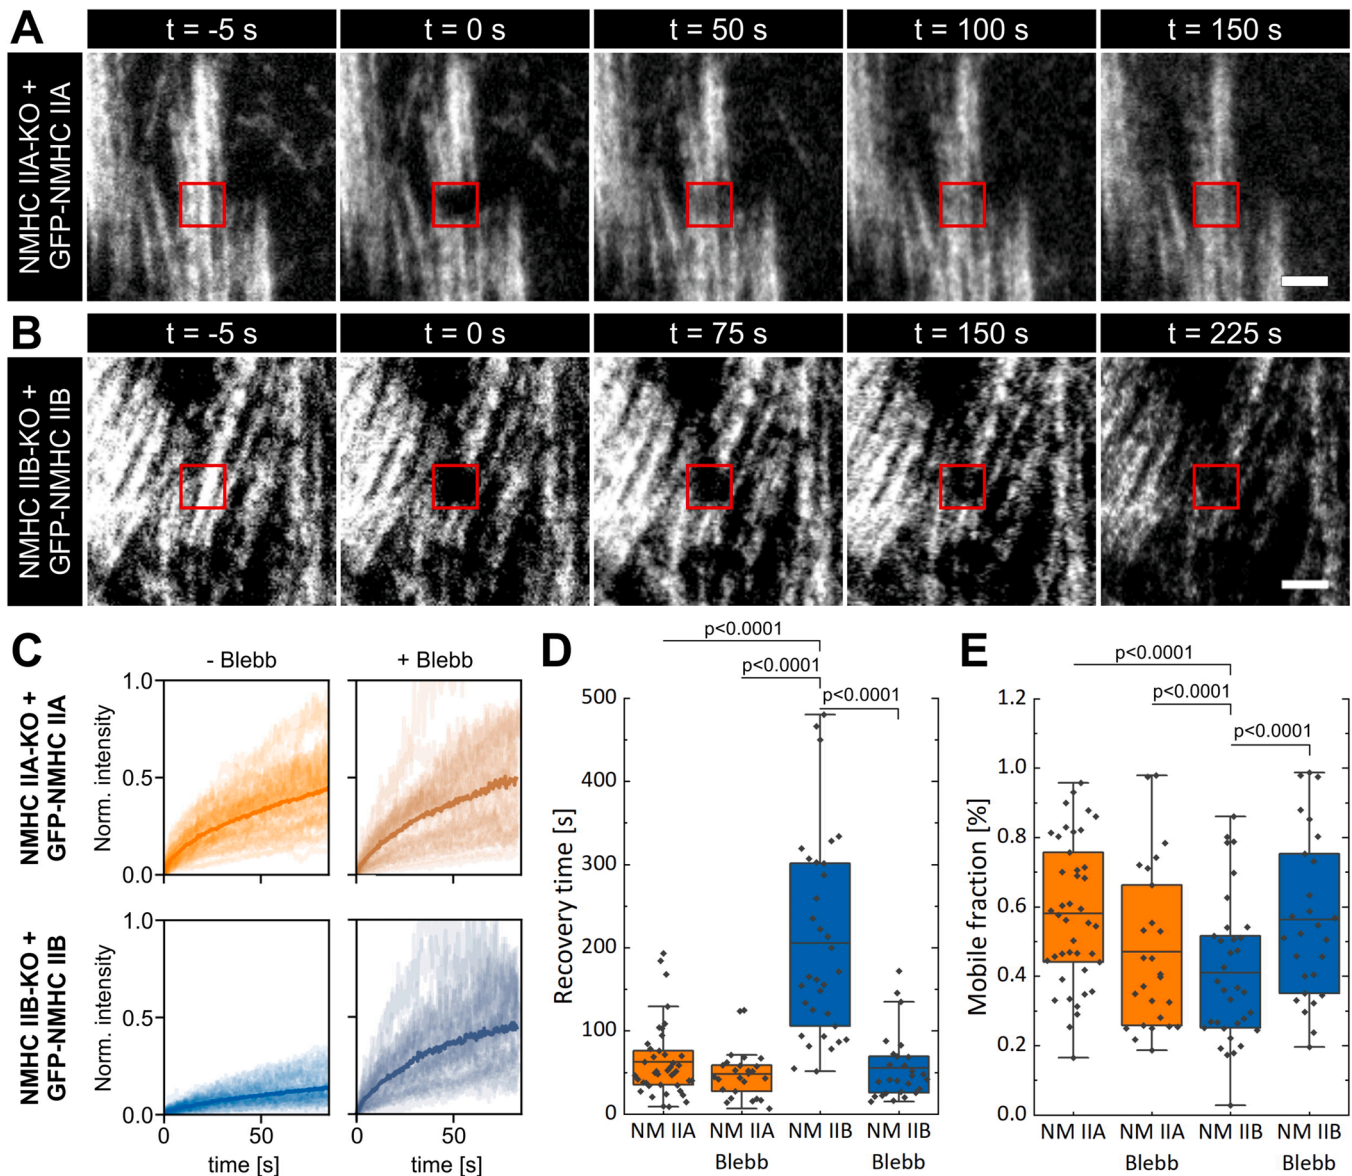 A
t = -5 s
t = 0 s
t = 50 s
t = 100 s
t = 150 s
NMHC IIA-KO +
GFP-NMHC IIA
B
t = -5 s
t = 0 s
t = 75 s
t = 150 s
t = 225 s
NMHC IIB-KO +
GFP-NMHC IIB
C
- Blebb
+ Blebb
NMHC IIA-KO +
GFP-NMHC IIA
Norm. intensity
1.0
0.5
0.0
0
50
0
50
NMHC IIB-KO +
GFP-NMHC IIB
Norm. intensity
1.0
0.5
0.0
0
50
0
50
time [s]
time [s]
D
p<0.0001
p<0.0001
p<0.0001
Recovery time [s]
500
400
300
200
100
0
NM IIA
NM IIA
Blebb
NM IIB
NM IIB
Blebb
E
p<0.0001
p<0.0001
p<0.0001
Mobile fraction [%]
1.2
1.0
0.8
0.6
0.4
0.2
0.0
NM IIA
NM IIA
Blebb
NM IIB
NM IIB
Blebb